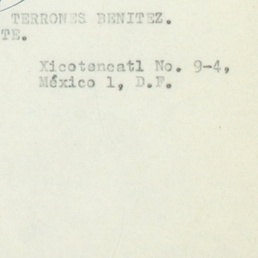 TERRONES BENITEZ.
TE.
Xicotencatl No. 9-4,
México 1, D.F.